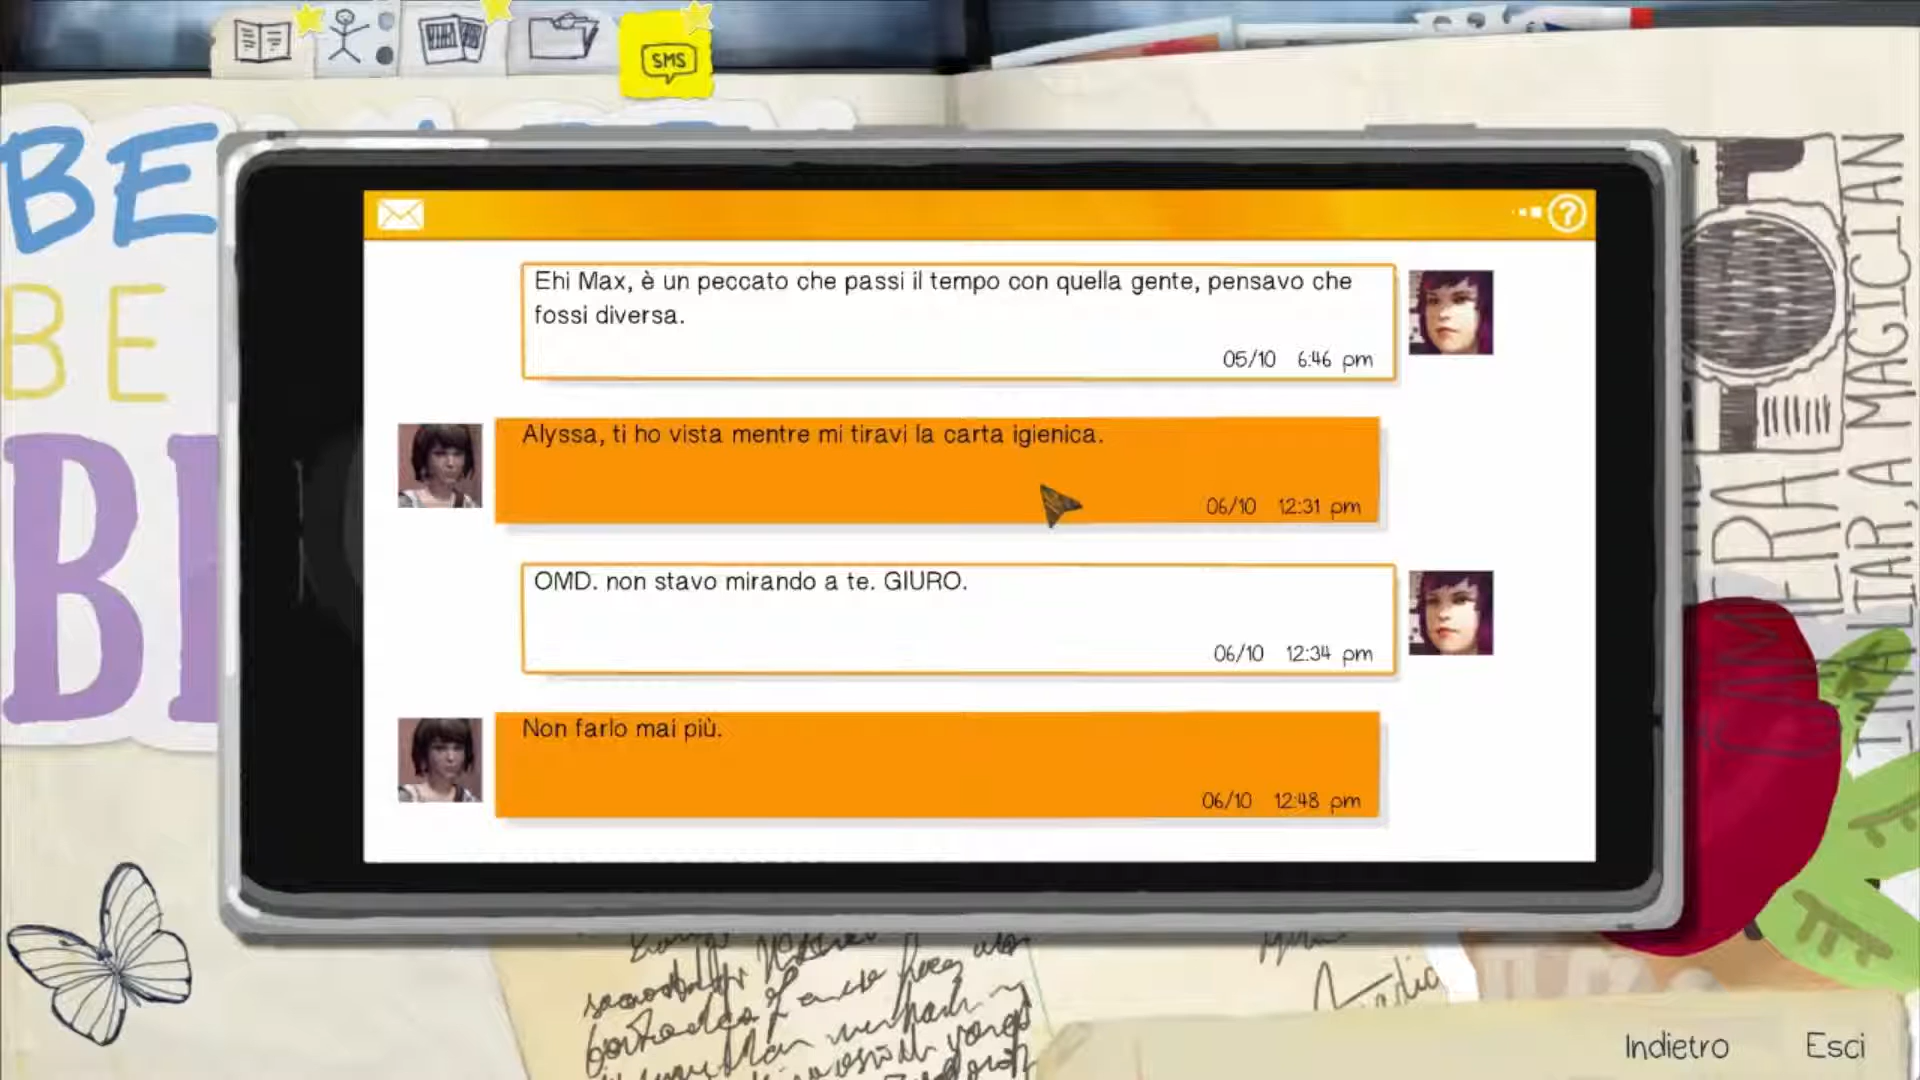 SMS
BE
BE
Ehi Max, è un peccato che passi il tempo con quella gente, pensavo che
fossi diversa.
05/10 6:46 pm
Alyssa, ti ho vista mentre mi tiravi la carta igienica.
06/10 12:31 pm
OMD. non stavo mirando a te. GIURO.
06/10 12:34 pm
Non farlo mai più.
06/10 12:48 pm
A MAGICIAN
Indietro
Esci